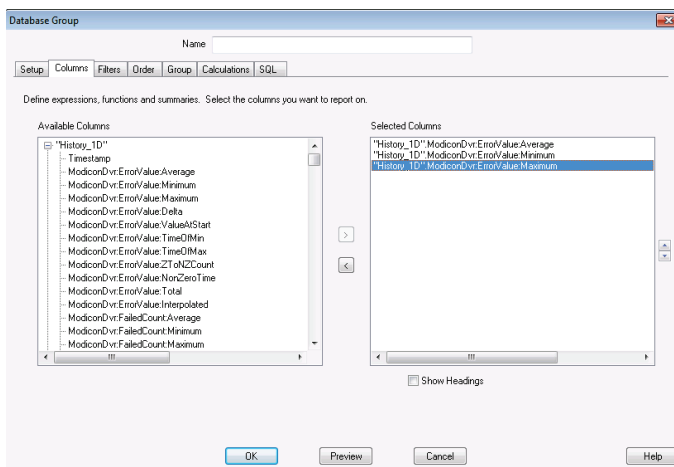 Database Group
Name
Setup Columns Filters Order Group Calculations SQL
Define expressions, functions and summaries. Select the columns you want to report on.
Available Columns
"History_1D"
Timestamp
ModiconDvr:ErrorValue:Average
ModiconDvr:ErrorValue:Minimum
ModiconDvr:ErrorValue:Maximum
ModiconDvr:ErrorValue:Delta
ModiconDvr:ErrorValue:ValueAtStart
ModiconDvr:ErrorValue:TimeOfMin
ModiconDvr:ErrorValue:TimeOfMax
ModiconDvr:ErrorValue:ZToNZCount
ModiconDvr:ErrorValue:NonZeroTime
ModiconDvr:ErrorValue:Total
ModiconDvr:ErrorValue:Interpolated
ModiconDvr:FailedCount:Average
ModiconDvr:FailedCount:Minimum
ModiconDvr:FailedCount:Maximum
>
<
Selected Columns
"History_1D".ModiconDvr:ErrorValue:Average
"History_1D".ModiconDvr:ErrorValue:Minimum
"History_1D".ModiconDvr:ErrorValue:Maximum
Show Headings
OK Preview Cancel Help